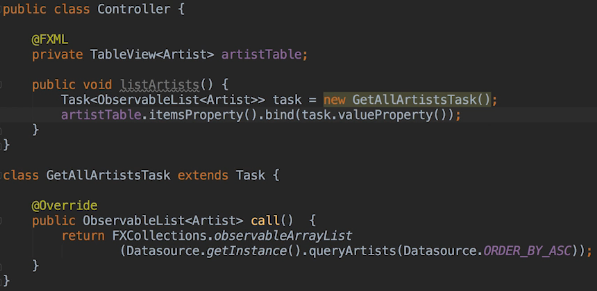 public class Controller {
@FXML
private TableView<Artist> artistTable;
public void listArtists() {
Task<ObservableList<Artist>> task = new GetAllArtistsTask();
artistTable.itemsProperty().bind(task.valueProperty());
}
}
class GetAllArtistsTask extends Task {
@Override
public ObservableList<Artist> call()  {
return FXCollections.observableArrayList
(Datasource.getInstance().queryArtists(Datasource.ORDER_BY_ASC));
}
}